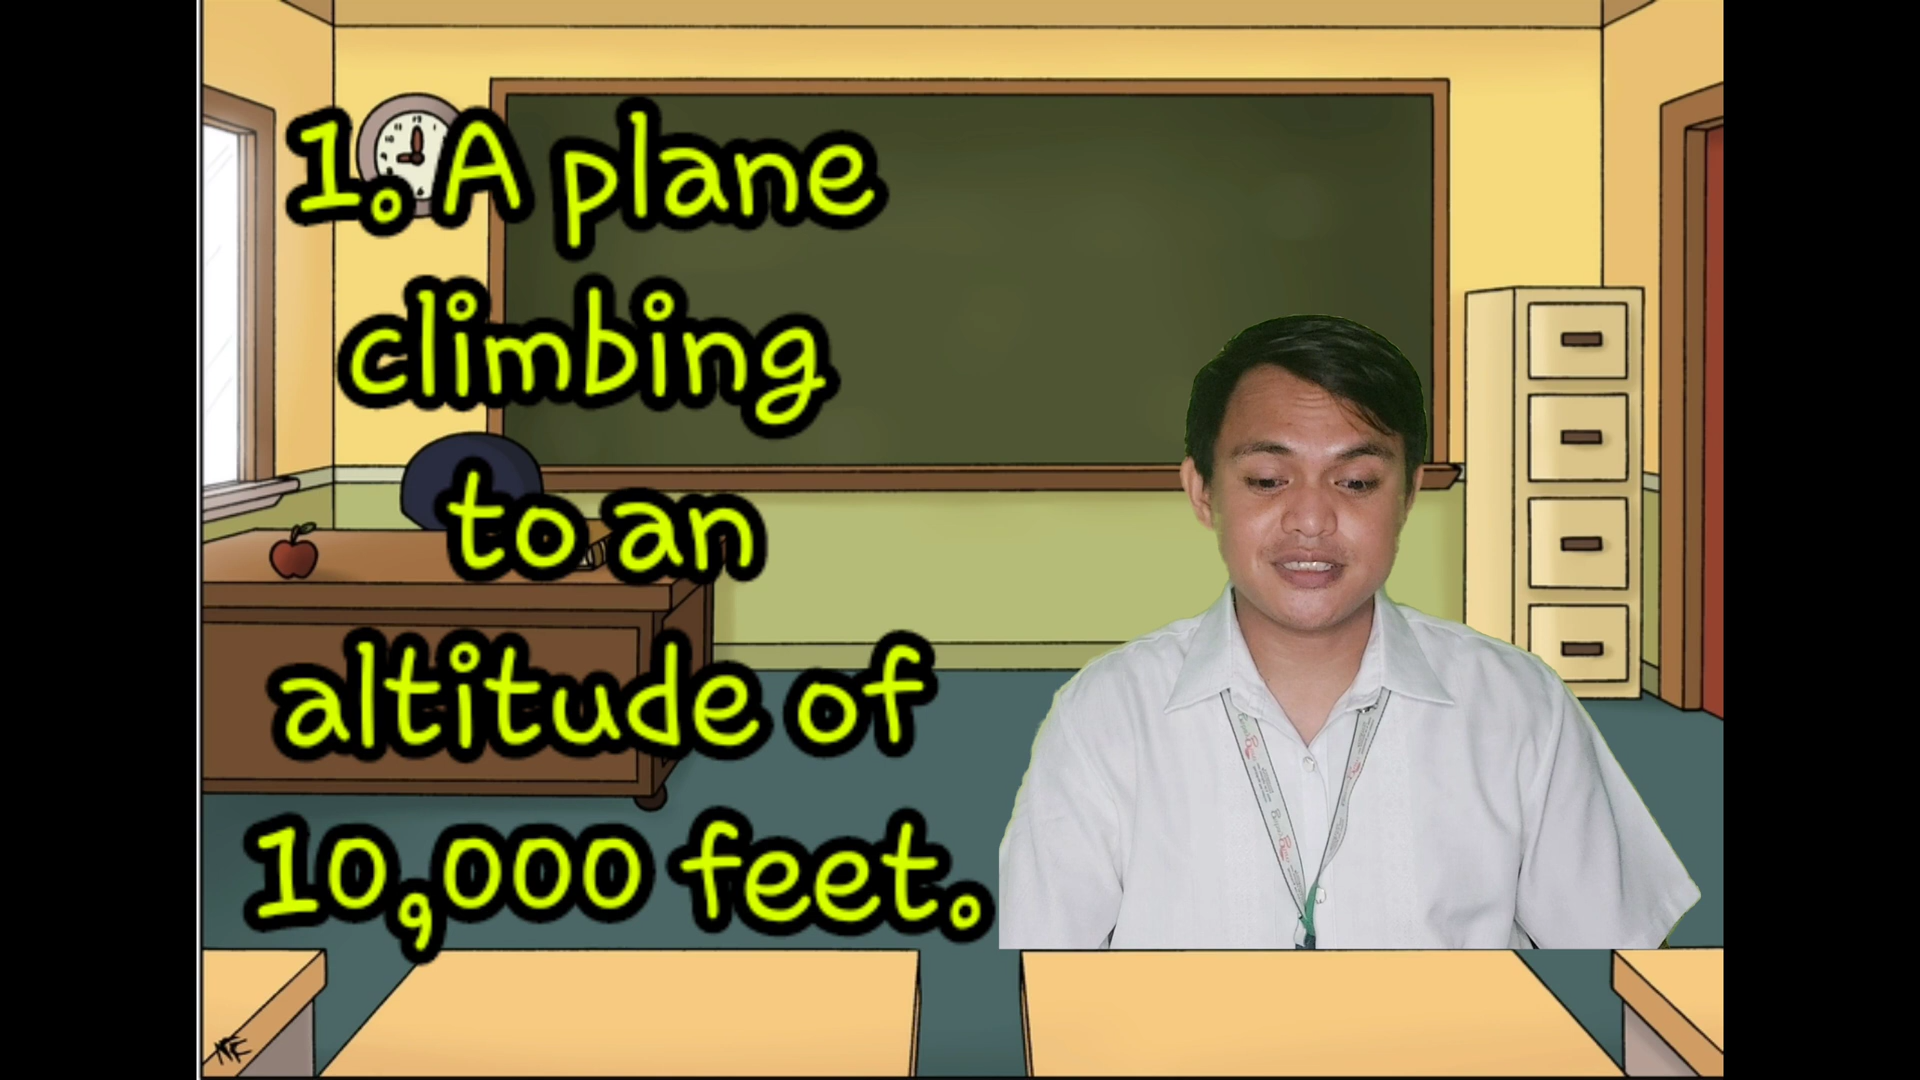 1. A plane
climbing
to an
altitude of
10,000 feet.